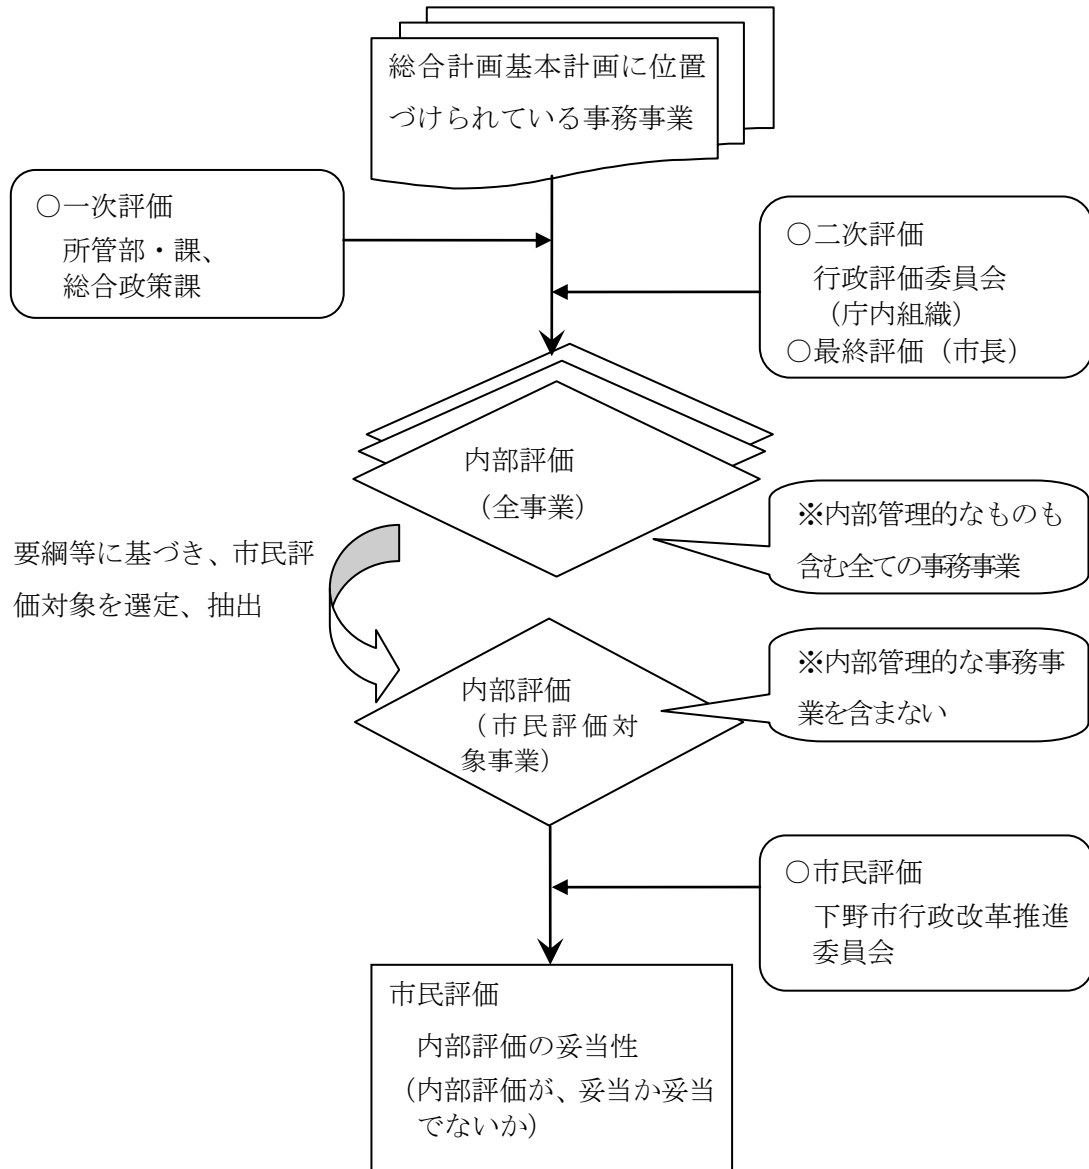 総合計画基本計画に位置
づけられている事務事業
○一次評価
所管部・課、
総合政策課
○二次評価
行政評価委員会
（庁内組織）
○最終評価（市長）
内部評価
（全事業）
※内部管理的なものも
含む全ての事務事業
要綱等に基づき、市民評
価対象を選定、抽出
内部評価
（市民評価対
象事業）
※内部管理的な事務事
業を含まない
○市民評価
下野市行政改革推進
委員会
市民評価
内部評価の妥当性
（内部評価が、妥当か妥当
でないか）